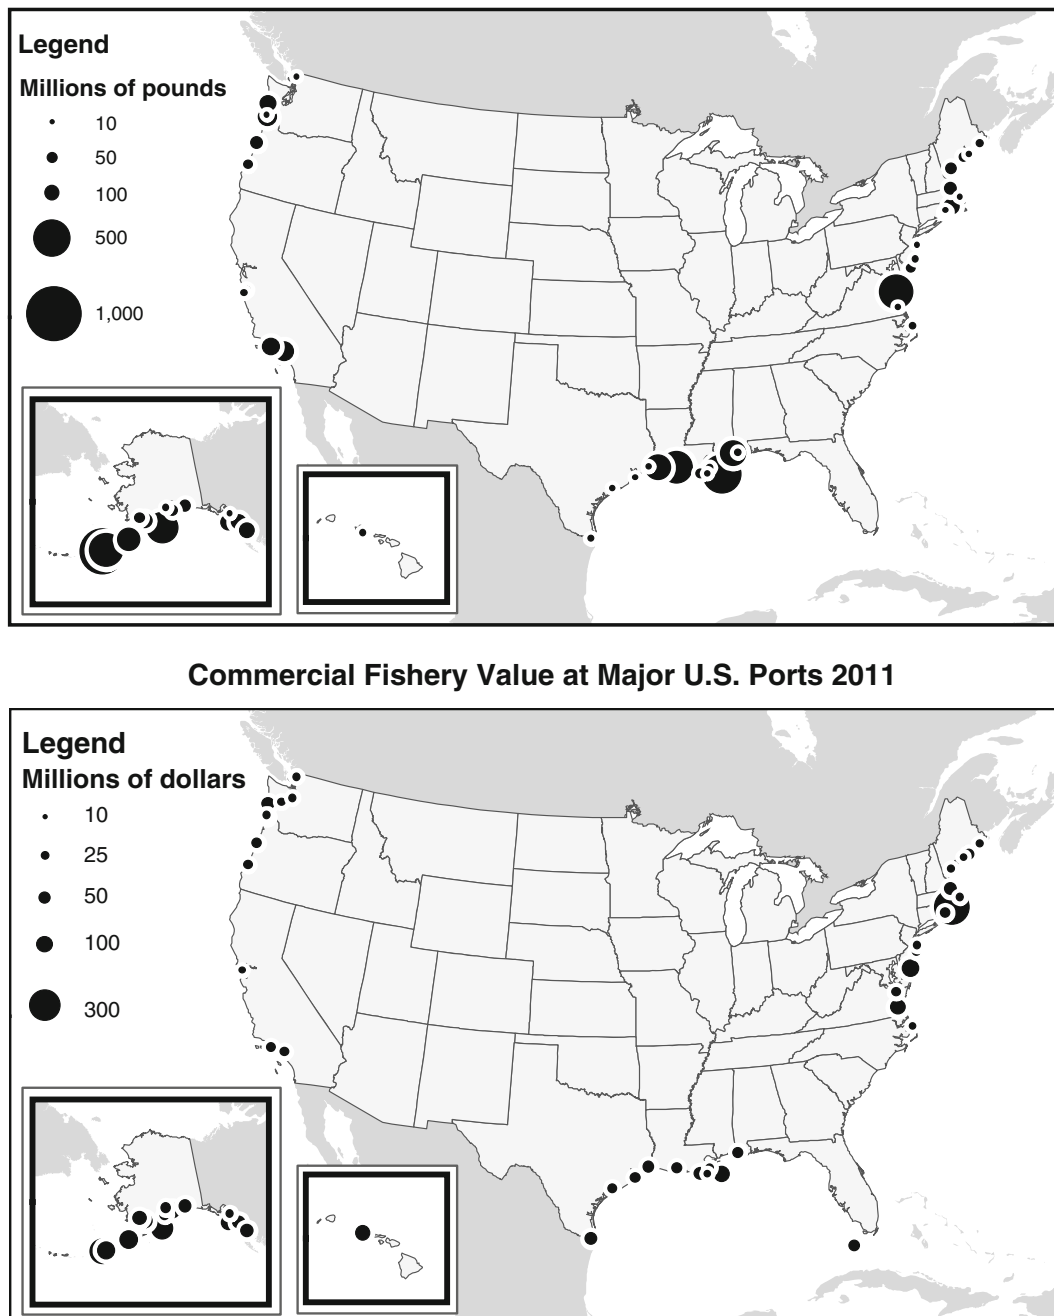 Legend
Millions of pounds
10
50
100
500
1,000
Commercial Fishery Value at Major U.S. Ports 2011
Legend
Millions of dollars
10
25
50
100
300